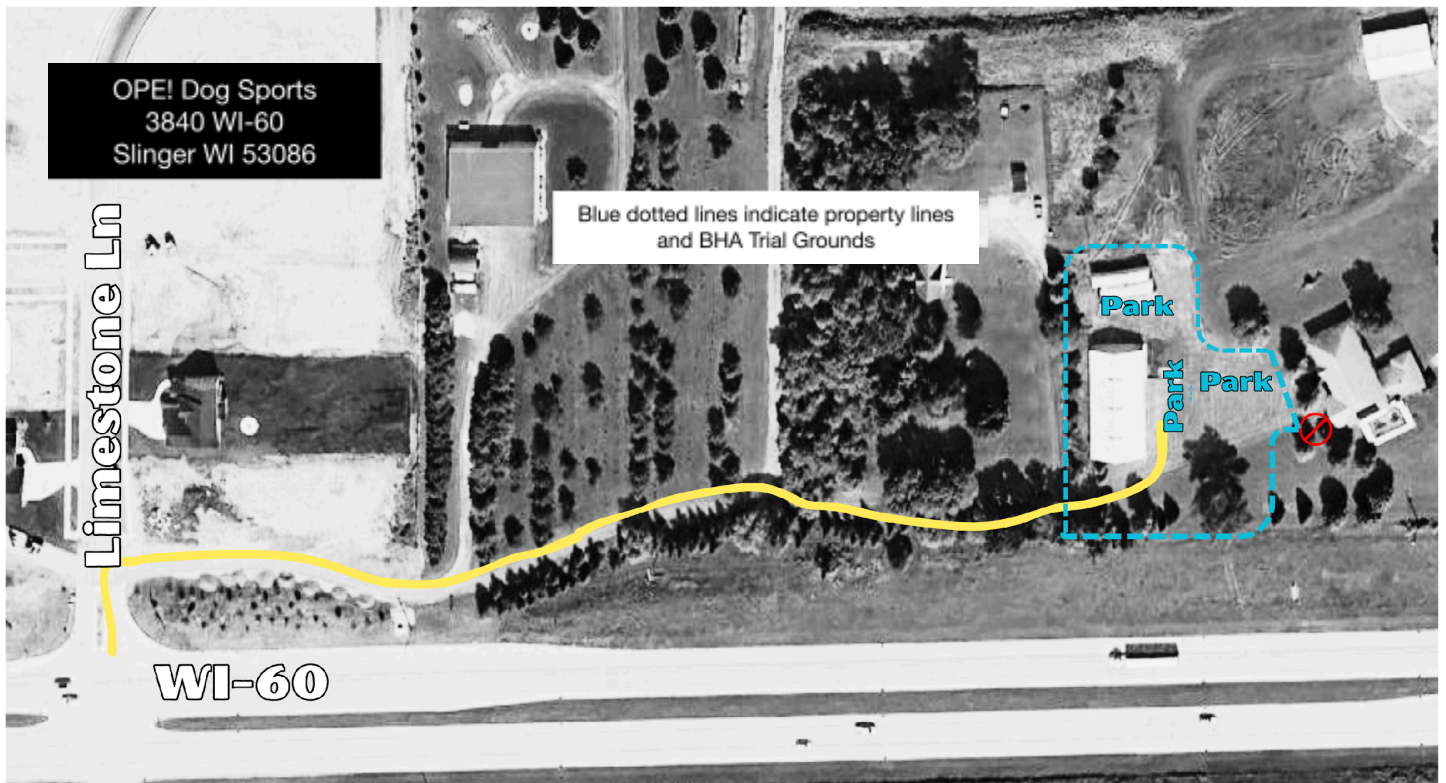 OPE! Dog Sports
3840 WI-60
Slinger WI 53086
Blue dotted lines indicate property lines
and BHA Trial Grounds
Limestone Ln
Park
Park
Park
WI-60